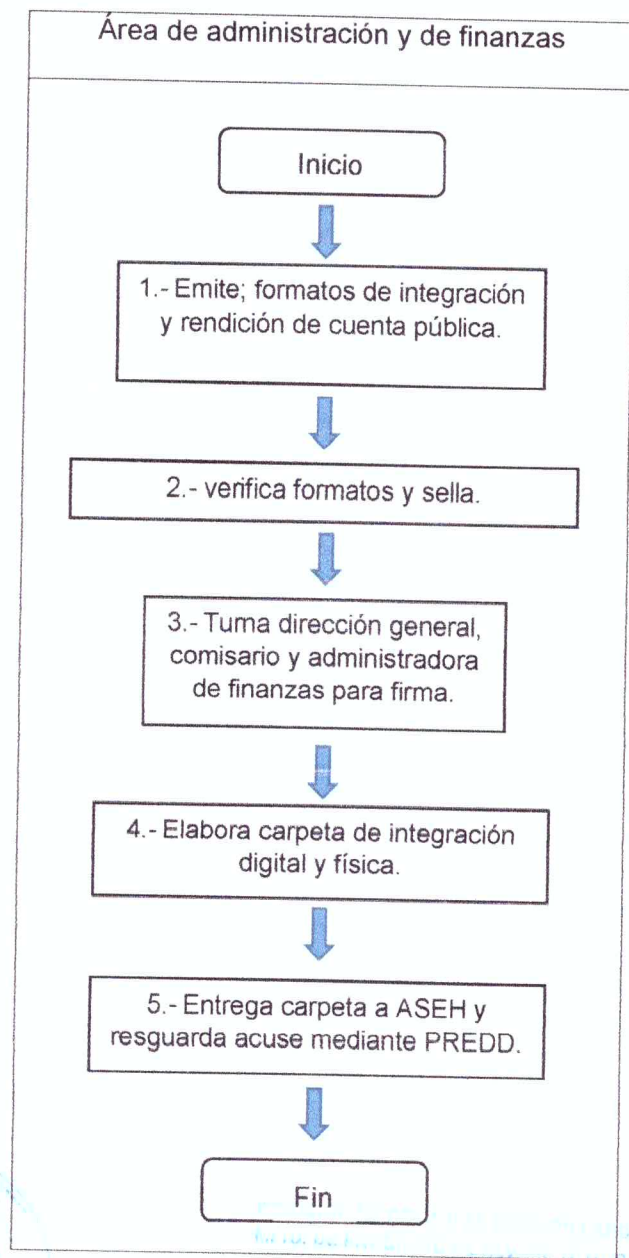 Área de administración y de finanzas
Inicio
1.- Emite; formatos de integración
y rendición de cuenta pública.
2.- verifica formatos y sella.
3.- Turna dirección general,
comisario y administradora
de finanzas para firma.
4.- Elabora carpeta de integración
digital y física.
5.- Entrega carpeta a ASEH y
resguarda acuse mediante PREDD.
Fin